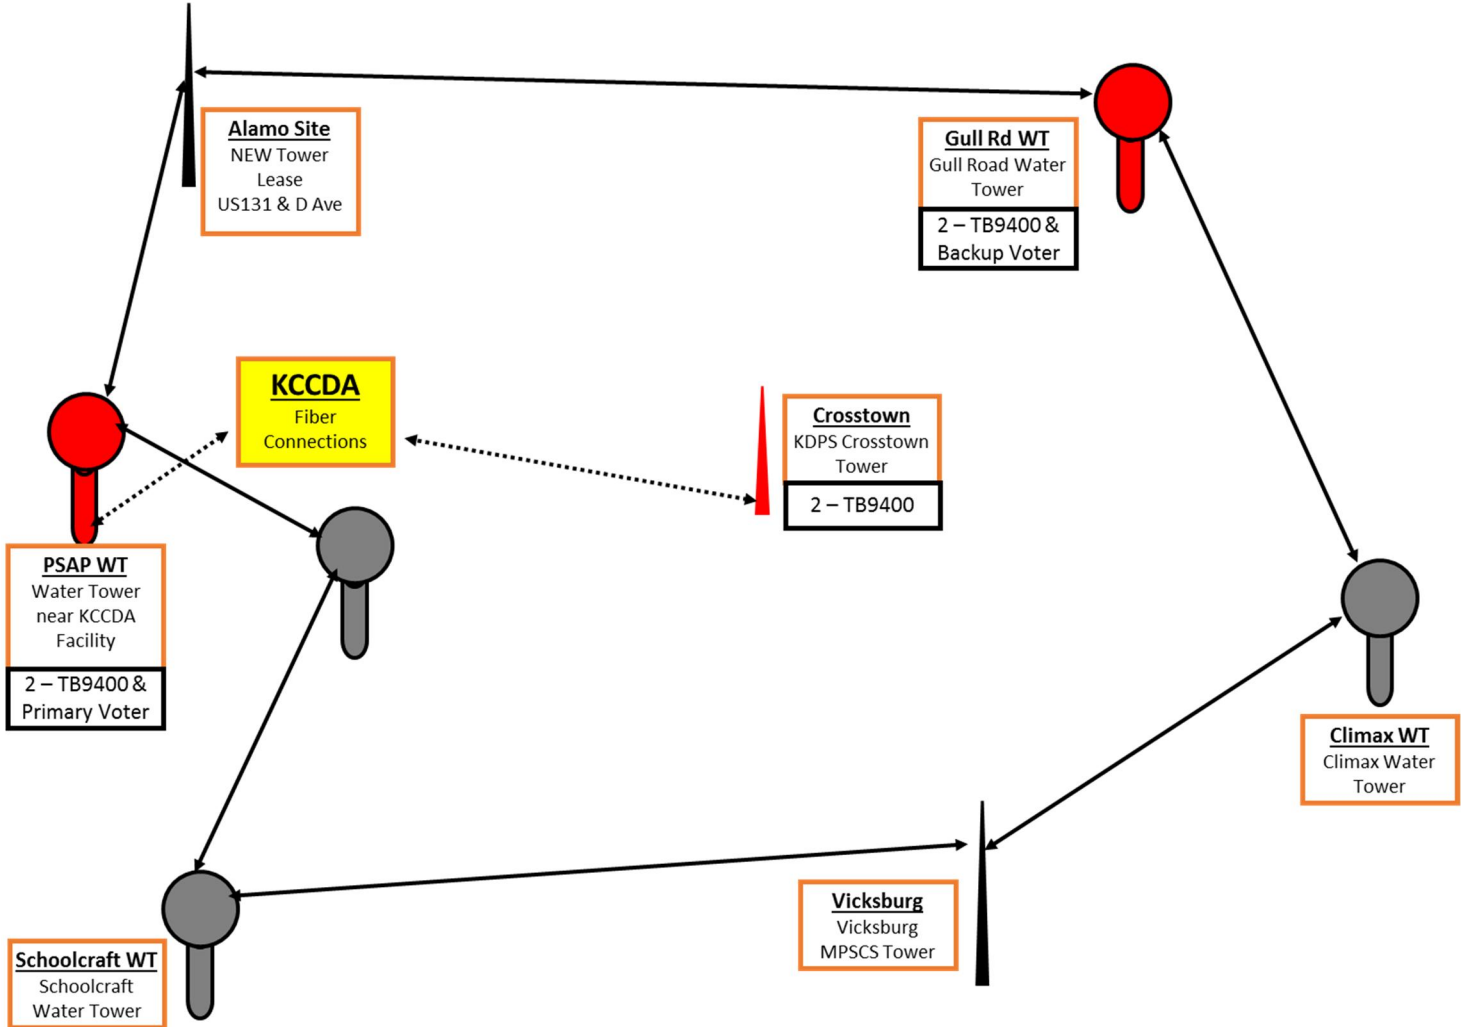 Alamo Site
NEW Tower
Lease
US131 & D Ave
Gull Rd WT
Gull Road Water
Tower
2 – TB9400 &
Backup Voter
KCCDA
Fiber
Connections
Crosstown
KDPS Crosstown
Tower
2 – TB9400
PSAP WT
Water Tower
near KCCDA
Facility
2 – TB9400 &
Primary Voter
Climax WT
Climax Water
Tower
Vicksburg
Vicksburg
MPSCS Tower
Schoolcraft WT
Schoolcraft
Water Tower